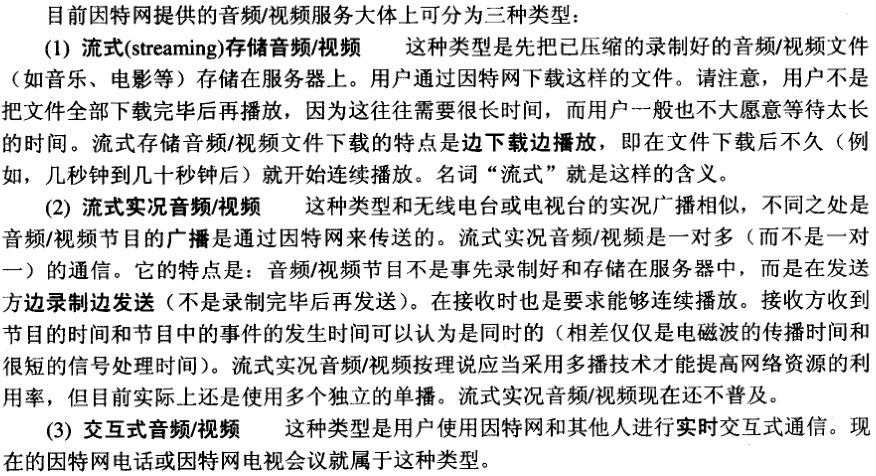 目前因特网提供的音频/视频服务大体上可分为三种类型：
(1) 流式(streaming)存储音频/视频 这种类型是先把已压缩的录制好的音频/视频文件
（如音乐、电影等）存储在服务器上。用户通过因特网下载这样的文件。请注意，用户不是
把文件全部下载完毕后再播放，因为这往往需要很长时间，而用户一般也不大愿意等待太长
的时间。流式存储音频/视频文件下载的特点是边下载边播放，即在文件下载后不久（例
如，几秒钟到几十秒钟后）就开始连续播放。名词“流式”就是这样的含义。
(2) 流式实况音频/视频 这种类型和无线电台或电视台的实况广播相似，不同之处是
音频/视频节目的广播是通过因特网来传送的。流式实况音频/视频是一对多（而不是一对
一）的通信。它的特点是：音频/视频节目不是事先录制好和存储在服务器中，而是在发送
方边录制边发送（不是录制完毕后再发送）。在接收时也是要求能够连续播放。接收方收到
节目的时间和节目中的事件的发生时间可以认为是同时的（相差仅仅是电磁波的传播时间和
很短的信号处理时间）。流式实况音频/视频按理说应当采用多播技术才能提高网络资源的利
用率，但目前实际上还是使用多个独立的单播。流式实况音频/视频现在还不普及。
(3) 交互式音频/视频 这种类型是用户使用因特网和其他人进行实时交互式通信。现
在的因特网电话或因特网电视会议就属于这种类型。